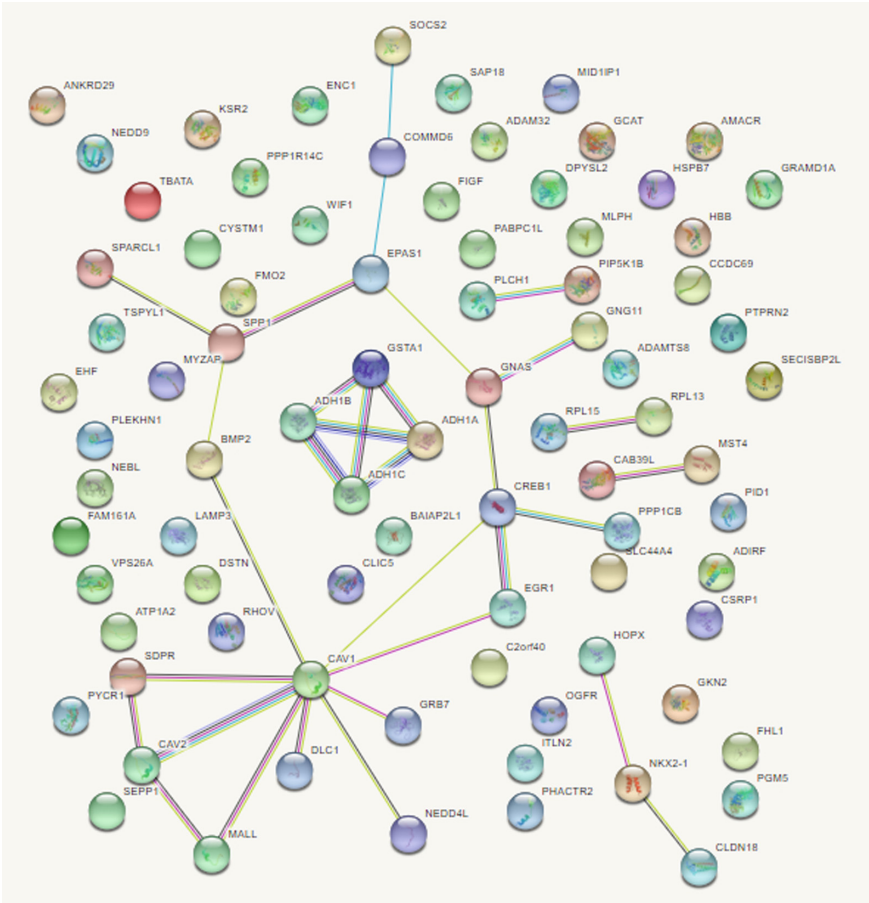 SOCS2
ANKRD29
ENC1
SAP18
MID1IP1
NEDD9
KSR2
COMMD6
ADAM32
GCAT
AMACR
PPP1R14C
TBATA
FIGF
DPYSL2
HSPB7
GRAMD1A
WIF1
CYSTM1
PABPC1L
MLPH
HBB
SPARCL1
EPAS1
FMO2
PLCH1
PIP5K1B
CCDC69
TSPYL1
SPP1
GNG11
PTPRN2
MYZAP
GSTA1
GNAS
ADAMTS8
SECISBP2L
EHF
ADH1B
ADH1A
RPL15
RPL13
PLEKHN1
BMP2
NEBL
ADH1C
CREB1
CAB39L
MST4
FAM161A
LAMP3
BAIAP2L1
PPP1CB
PID1
VPS26A
DSTN
CLIC5
SLC44A4
ADIRF
ATP1A2
RHOV
EGR1
CSRP1
SDPR
CAV1
C2orf40
HOPX
PYCR1
GRB7
OGFR
GKN2
CAV2
DLC1
ITLN2
NKX2-1
FHL1
SEPP1
PHACTR2
PGM5
MALL
NEDD4L
CLDN18